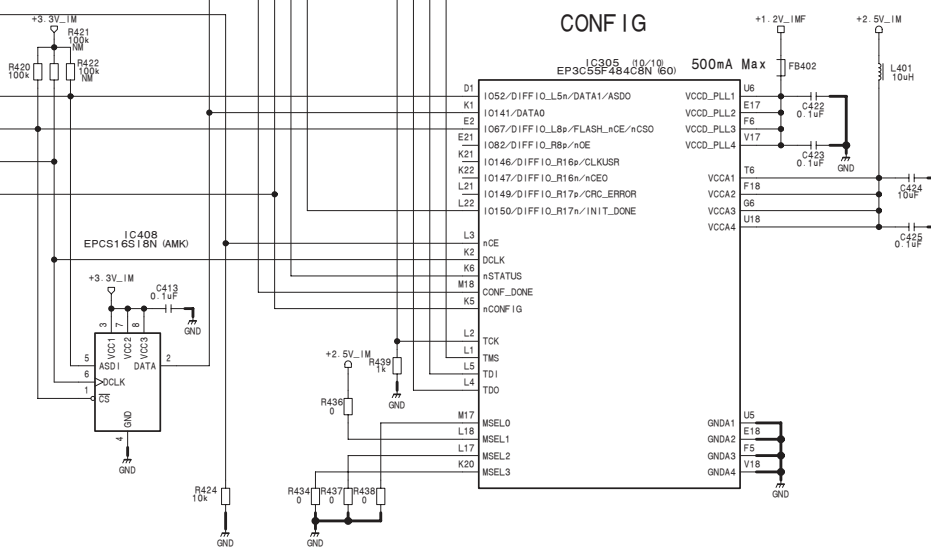 CONFIG
+3.3V_IM
R421
100k
NM
R420
100k
R422
100k
NM
+1.2V_IMF
+2.5V_IM
IC305 (10/10)
EP3C55F484C8N (60)
500mA Max
FB402
L401
10uH
D1
IO52/DIFFIO_L5n/DATA1/ASDO
VCCD_PLL1
U6
K1
IO141/DATA0
VCCD_PLL2
E17
C422
0.1uF
E2
IO67/DIFFIO_L8p/FLASH_nCE/nCSO
VCCD_PLL3
F6
E21
IO82/DIFFIO_R8p/nOE
VCCD_PLL4
V17
C423
0.1uF
GND
K21
IO146/DIFFIO_R16p/CLKUSR
K22
IO147/DIFFIO_R16n/nCEO
VCCA1
T6
L21
IO149/DIFFIO_R17p/CRC_ERROR
VCCA2
F18
C424
10uF
L22
IO150/DIFFIO_R17n/INIT_DONE
VCCA3
G6
VCCA4
U18
C425
0.1uF
IC408
EPCS16SI8N (AMK)
L3
nCE
K2
DCLK
K6
nSTATUS
M18
CONF_DONE
K5
nCONFIG
+3.3V_IM
C413
0.1uF
GND
3
7
8
VCC1
VCC2
VCC3
5
ASDI
DATA
2
6
DCLK
1
CS
GND
4
GND
L2
TCK
L1
TMS
L5
TDI
L4
TDO
+2.5V_IM
R439
1k
GND
R436
0
M17
MSEL0
GNDA1
U5
L18
MSEL1
GNDA2
E18
L17
MSEL2
GNDA3
F5
K20
MSEL3
GNDA4
V18
GND
R424
10k
GND
R434
0
R437
0
R438
0
GND